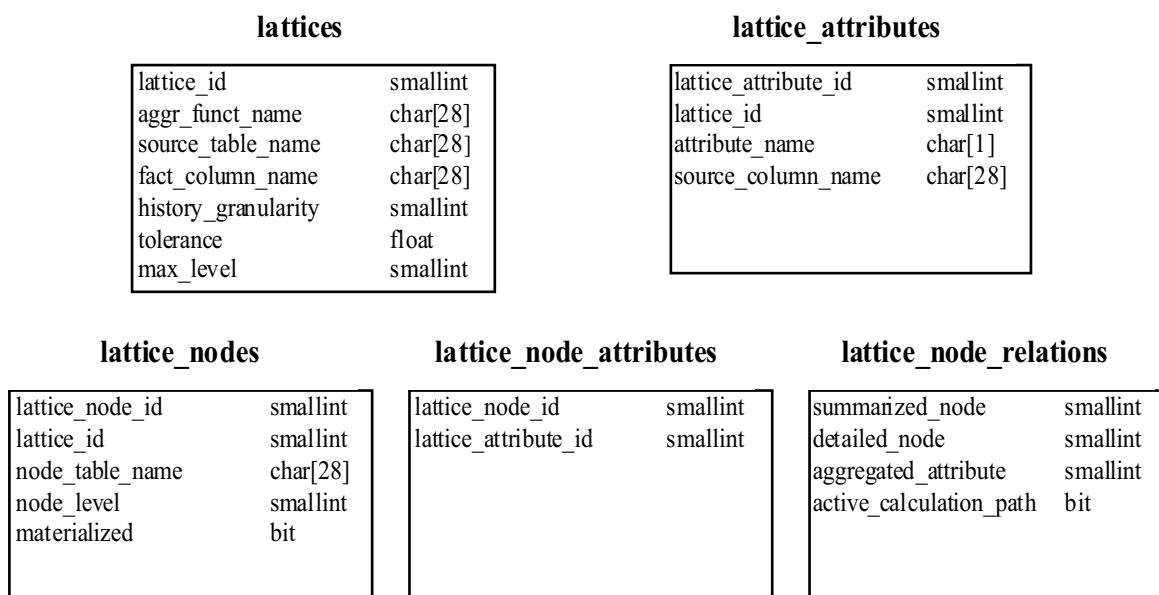 lattices
lattice_id smallint
aggr_funct_name char[28]
source_table_name char[28]
fact_column_name char[28]
history_granularity smallint
tolerance float
max_level smallint
lattice_attributes
lattice_attribute_id smallint
lattice_id smallint
attribute_name char[1]
source_column_name char[28]
lattice_nodes
lattice_node_id smallint
lattice_id smallint
node_table_name char[28]
node_level smallint
materialized bit
lattice_node_attributes
lattice_node_id smallint
lattice_attribute_id smallint
lattice_node_relations
summarized_node smallint
detailed_node smallint
aggregated_attribute smallint
active_calculation_path bit